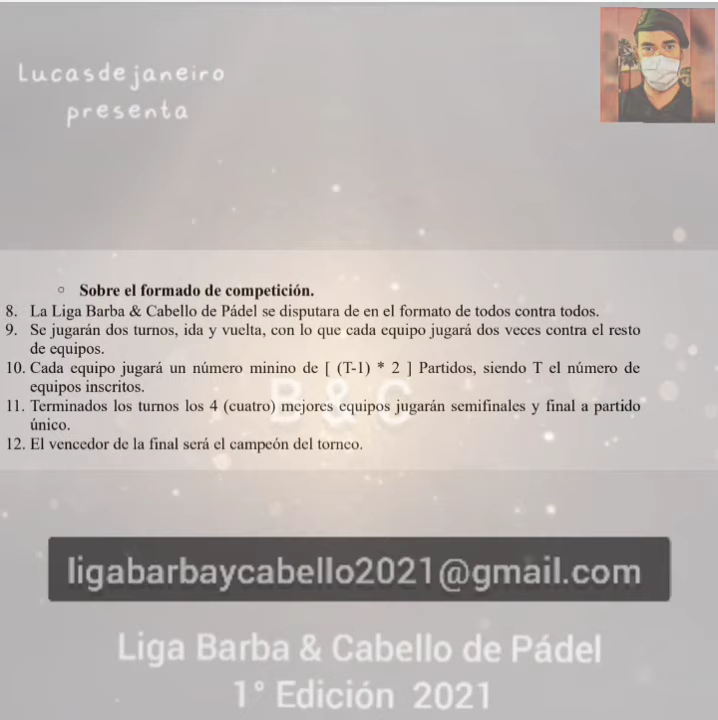 Lucasdejaneiro
presenta
○ Sobre el formado de competición.
8. La Liga Barba & Cabello de Pádel se disputara de en el formato de todos contra todos.
9. Se jugarán dos turnos, ida y vuelta, con lo que cada equipo jugará dos veces contra el resto
de equipos.
10. Cada equipo jugará un número minino de [ (T-1) * 2 ] Partidos, siendo T el número de
equipos inscritos.
11. Terminados los turnos los 4 (cuatro) mejores equipos jugarán semifinales y final a partido
único.
12. El vencedor de la final será el campeón del torneo.
B & C
ligabarbaycabello2021@gmail.com
Liga Barba & Cabello de Pádel
1° Edición 2021